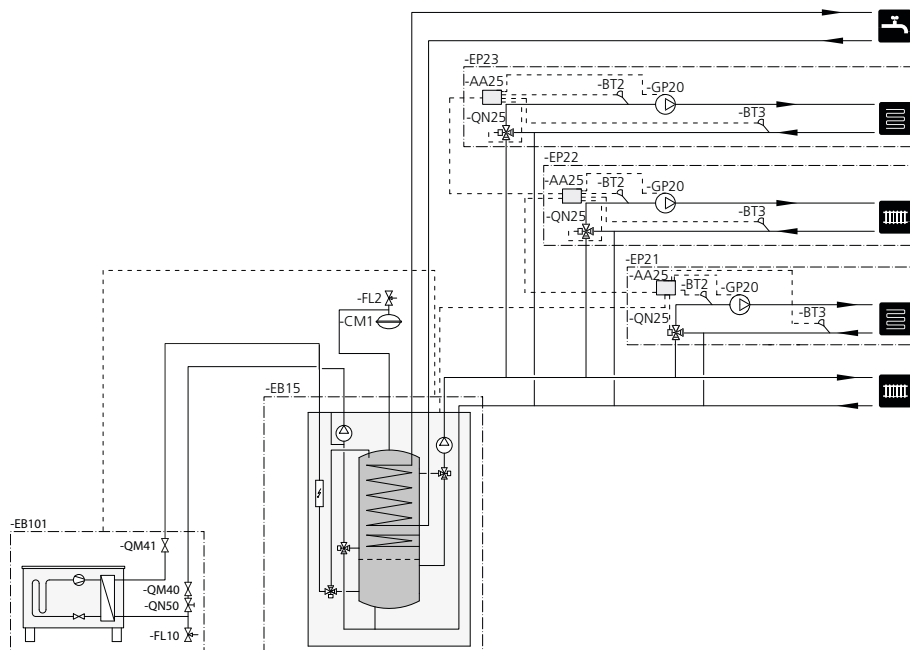 -EP23
-AA25
-BT2
-GP20
-QN25
-BT3
-EP22
-AA25
-BT2
-GP20
-QN25
-BT3
-EP21
-AA25
-BT2
-GP20
-QN25
-BT3
-FL2
-CM1
-EB15
-EB101
-QM41
-QM40
-QN50
-FL10